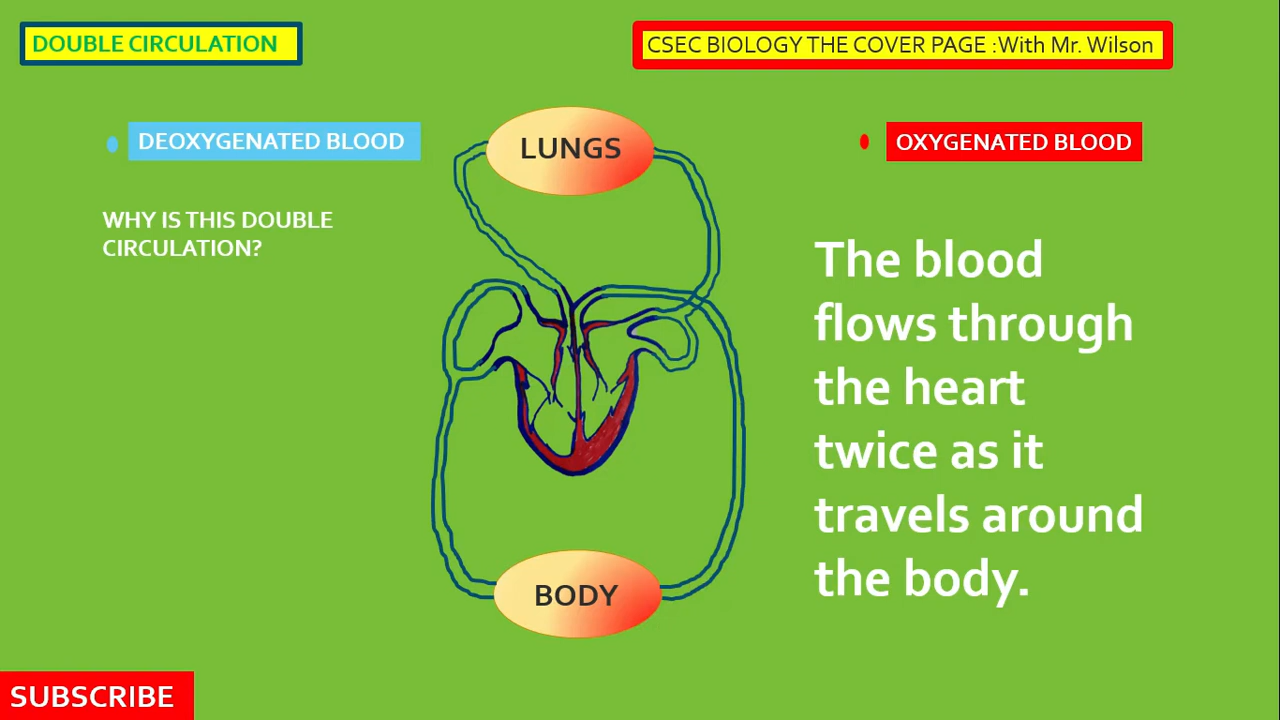 DOUBLE CIRCULATION
CSEC BIOLOGY THE COVER PAGE :With Mr. Wilson
DEOXYGENATED BLOOD
LUNGS
OXYGENATED BLOOD
WHY IS THIS DOUBLE
CIRCULATION?
The blood
flows through
the heart
twice as it
travels around
the body.
BODY
SUBSCRIBE